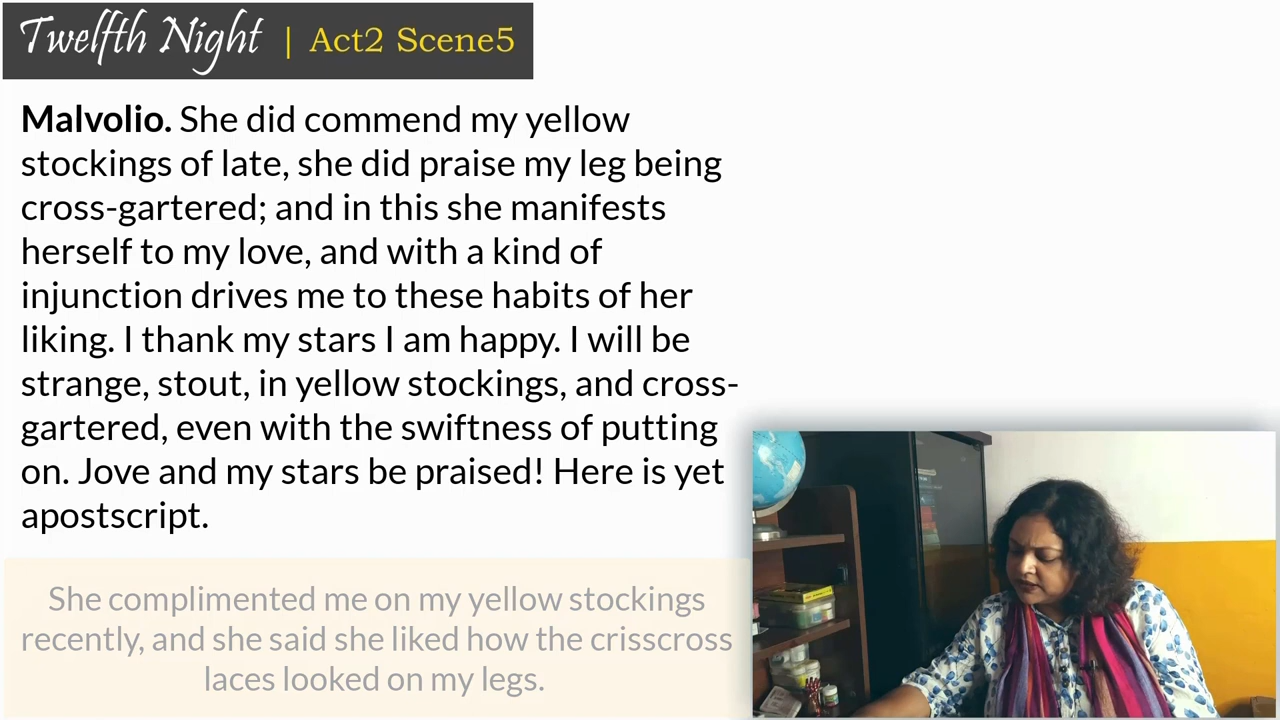 Twelfth Night | Act2 Scene5
Malvolio. She did commend my yellow
stockings of late, she did praise my leg being
cross-gartered; and in this she manifests
herself to my love, and with a kind of
injunction drives me to these habits of her
liking. I thank my stars I am happy. I will be
strange, stout, in yellow stockings, and cross-
gartered, even with the swiftness of putting
on. Jove and my stars be praised! Here is yet
apostscript.
She complimented me on my yellow stockings
recently, and she said she liked how the crisscross
laces looked on my legs.